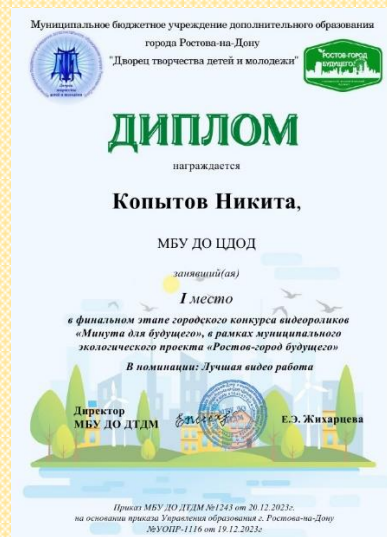 Муниципальное бюджетное учреждение дополнительного образования
города Ростова-на-Дону
"Дворец творчества детей и молодежи"
РОСТОВ-ГОРОД
БУДУЩЕГО
ДИПЛОМ
награждается
Копытов Никита,
МБУ ДО ЦДОД
занявший(ая)
I место
в финальном этапе городского конкурса видеороликов
«Минута для будущего», в рамках муниципального
экологического проекта «Ростов-город будущего»
В номинации: Лучшая видео работа
Директор
МБУ ДО ДТДМ
Е.Э. Жихарцева
Приказ МБУ ДО ДТДМ №1243 от 20.12.2023г.
на основании приказа Управления образования г. Ростова-на-Дону
№УОПР-1116 от 19.12.2023г